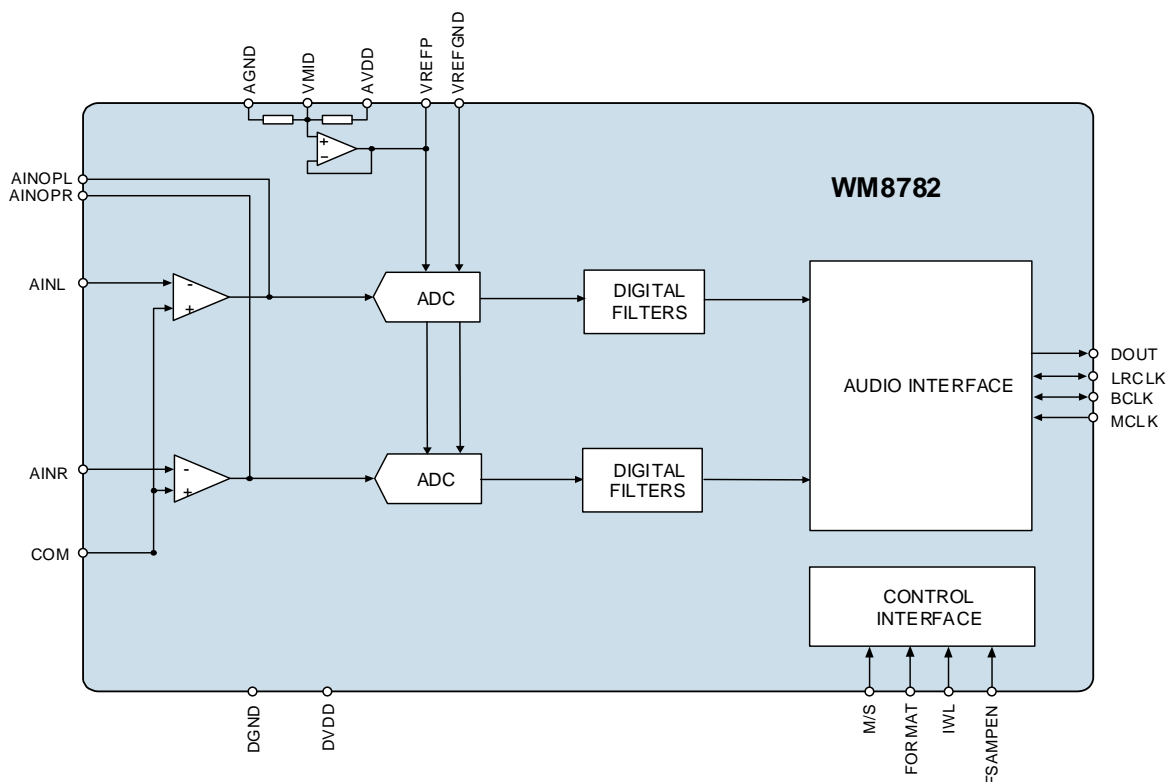 AGND
VMID
AVDD
VREFP
VREFGND
+
-
WM8782
AINOPL
AINOPR
AINL
-
+
ADC
DIGITAL
FILTERS
AUDIO INTERFACE
DOUT
LRCLK
BCLK
MCLK
AINR
-
+
ADC
DIGITAL
FILTERS
COM
CONTROL
INTERFACE
DGND
DVDD
M/S
FORMAT
IWL
FSAMPEN